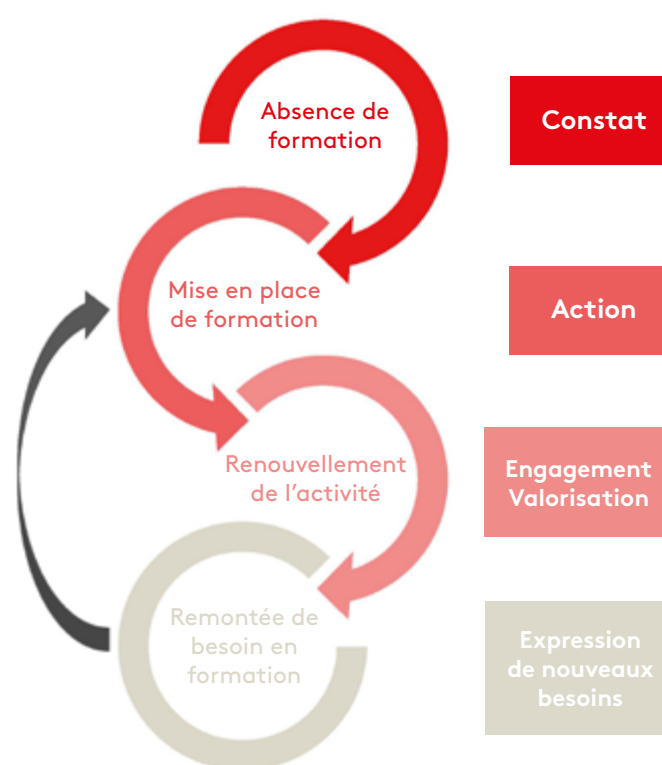 Absence de
formation
Constat
Mise en place
de formation
Action
Renouvellement
de l'activité
Engagement
Valorisation
Remontée de
besoin en
formation
Expression
de nouveaux
besoins